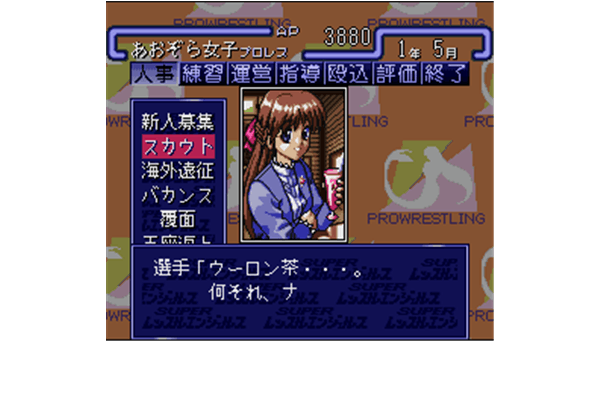 PROWRESTLING
AP
3880
あおぞら女子プロレス
1年 5月
人事 練習 運営 指導 殴込 評価 終了
新人募集
スカウト
海外遠征
バカンス
覆面
PROWRESTLING
選手「ウーロン茶・・・。
何それ、ナ
SUPER
レッスルエンジェルス